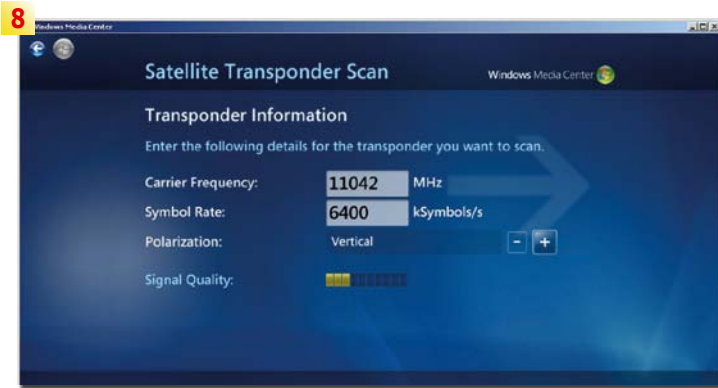 8
Windows Media Center
Satellite Transponder Scan
Windows Media Center
Transponder Information
Enter the following details for the transponder you want to scan.
Carrier Frequency: 11042 MHz
Symbol Rate: 6400 kSymbols/s
Polarization: Vertical - +
Signal Quality: